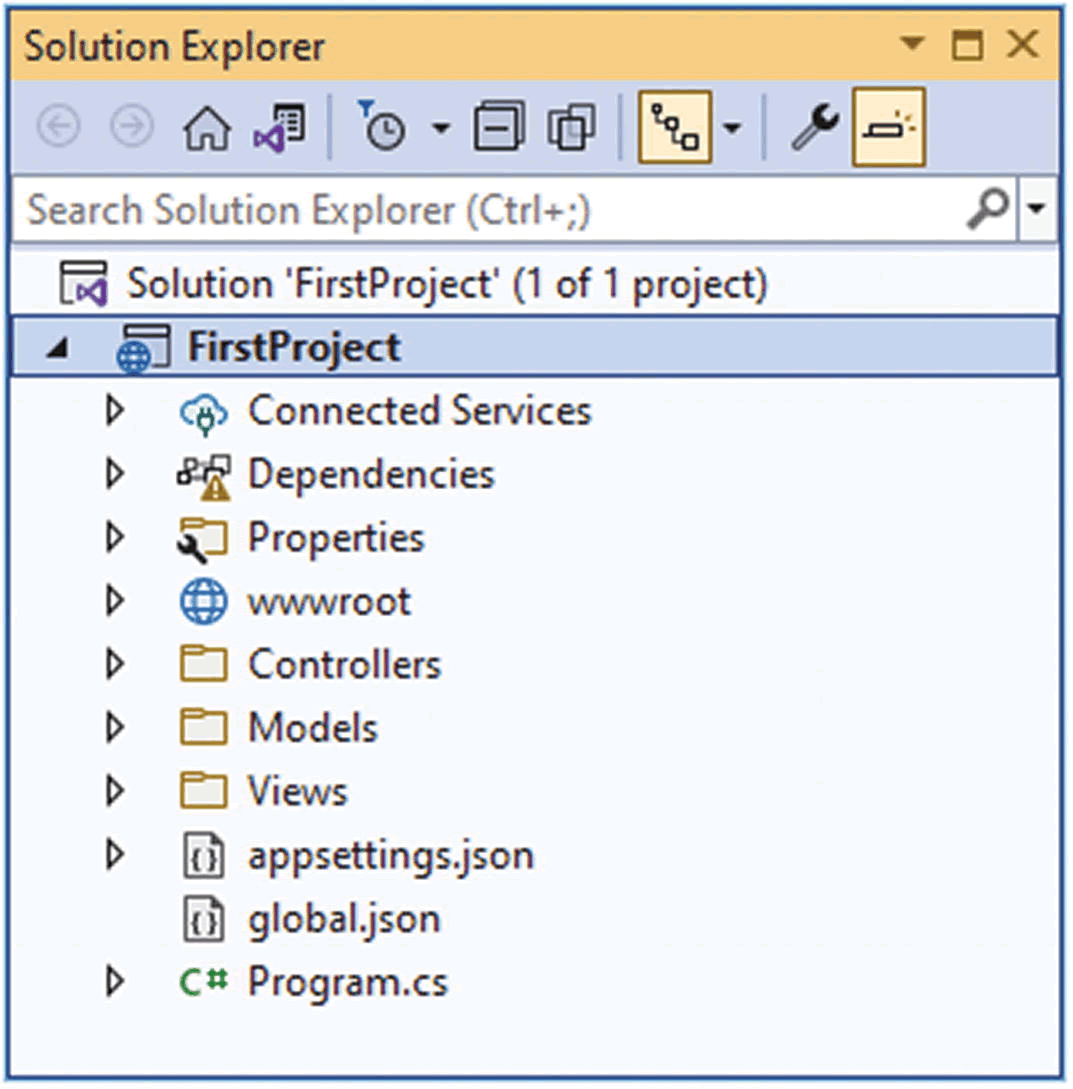 Solution Explorer
Search Solution Explorer (Ctrl+;)
Solution 'FirstProject' (1 of 1 project)
FirstProject
Connected Services
Dependencies
Properties
wwwroot
Controllers
Models
Views
appsettings.json
global.json
C# Program.cs